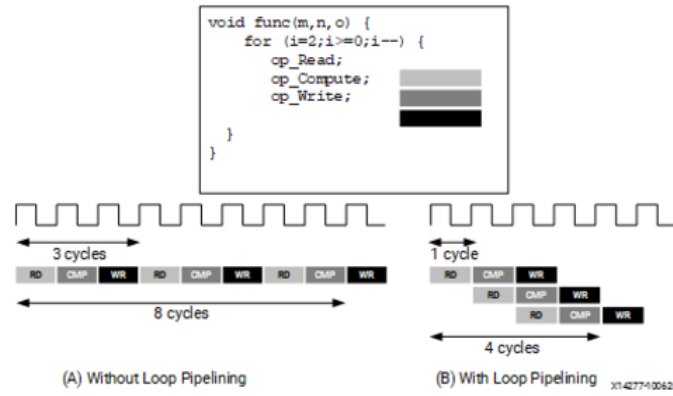 void func(m,n,o) {
for (i=2;i>=0;i--) {
op_Read;
op_Compute;
op_Write;
}
}
3 cycles
RD CMP WR RD CMP WR RD CMP WR
8 cycles
(A) Without Loop Pipelining
1 cycle
RD CMP WR
RD CMP WR
RD CMP WR
4 cycles
(B) With Loop Pipelining